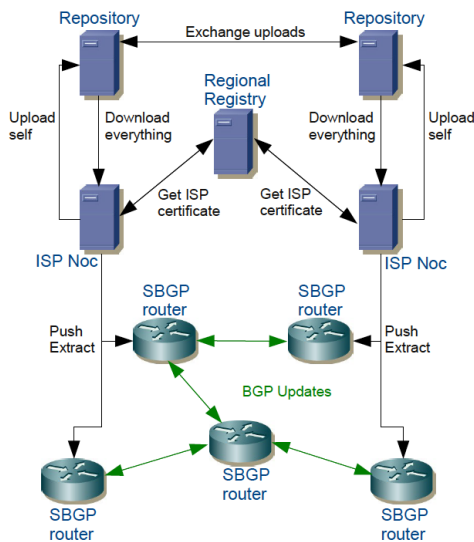 Repository
Repository
Exchange uploads
Regional
Registry
Upload
self
Download
everything
Download
everything
Upload
self
Get ISP
certificate
Get ISP
certificate
ISP Noc
ISP Noc
SBGP
router
SBGP
router
Push
Extract
Push
Extract
BGP Updates
SBGP
router
SBGP
router
SBGP
router